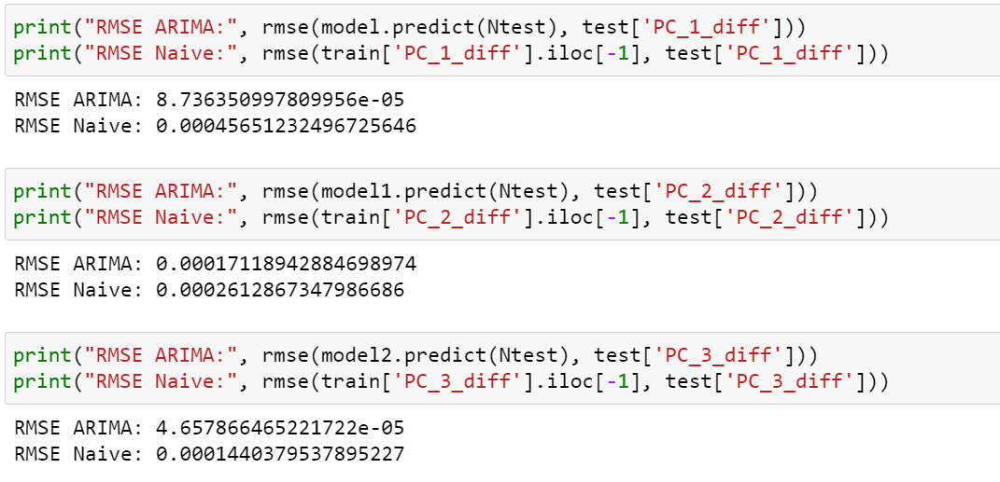 print("RMSE ARIMA:", rmse(model.predict(Ntest), test['PC_1_diff']))
print("RMSE Naive:", rmse(train['PC_1_diff'].iloc[-1], test['PC_1_diff']))
RMSE ARIMA: 8.736350997809956e-05
RMSE Naive: 0.00045651232496725646
print("RMSE ARIMA:", rmse(model1.predict(Ntest), test['PC_2_diff']))
print("RMSE Naive:", rmse(train['PC_2_diff'].iloc[-1], test['PC_2_diff']))
RMSE ARIMA: 0.00017118942884698974
RMSE Naive: 0.0002612867347986686
print("RMSE ARIMA:", rmse(model2.predict(Ntest), test['PC_3_diff']))
print("RMSE Naive:", rmse(train['PC_3_diff'].iloc[-1], test['PC_3_diff']))
RMSE ARIMA: 4.657866465221722e-05
RMSE Naive: 0.0001440379537895227